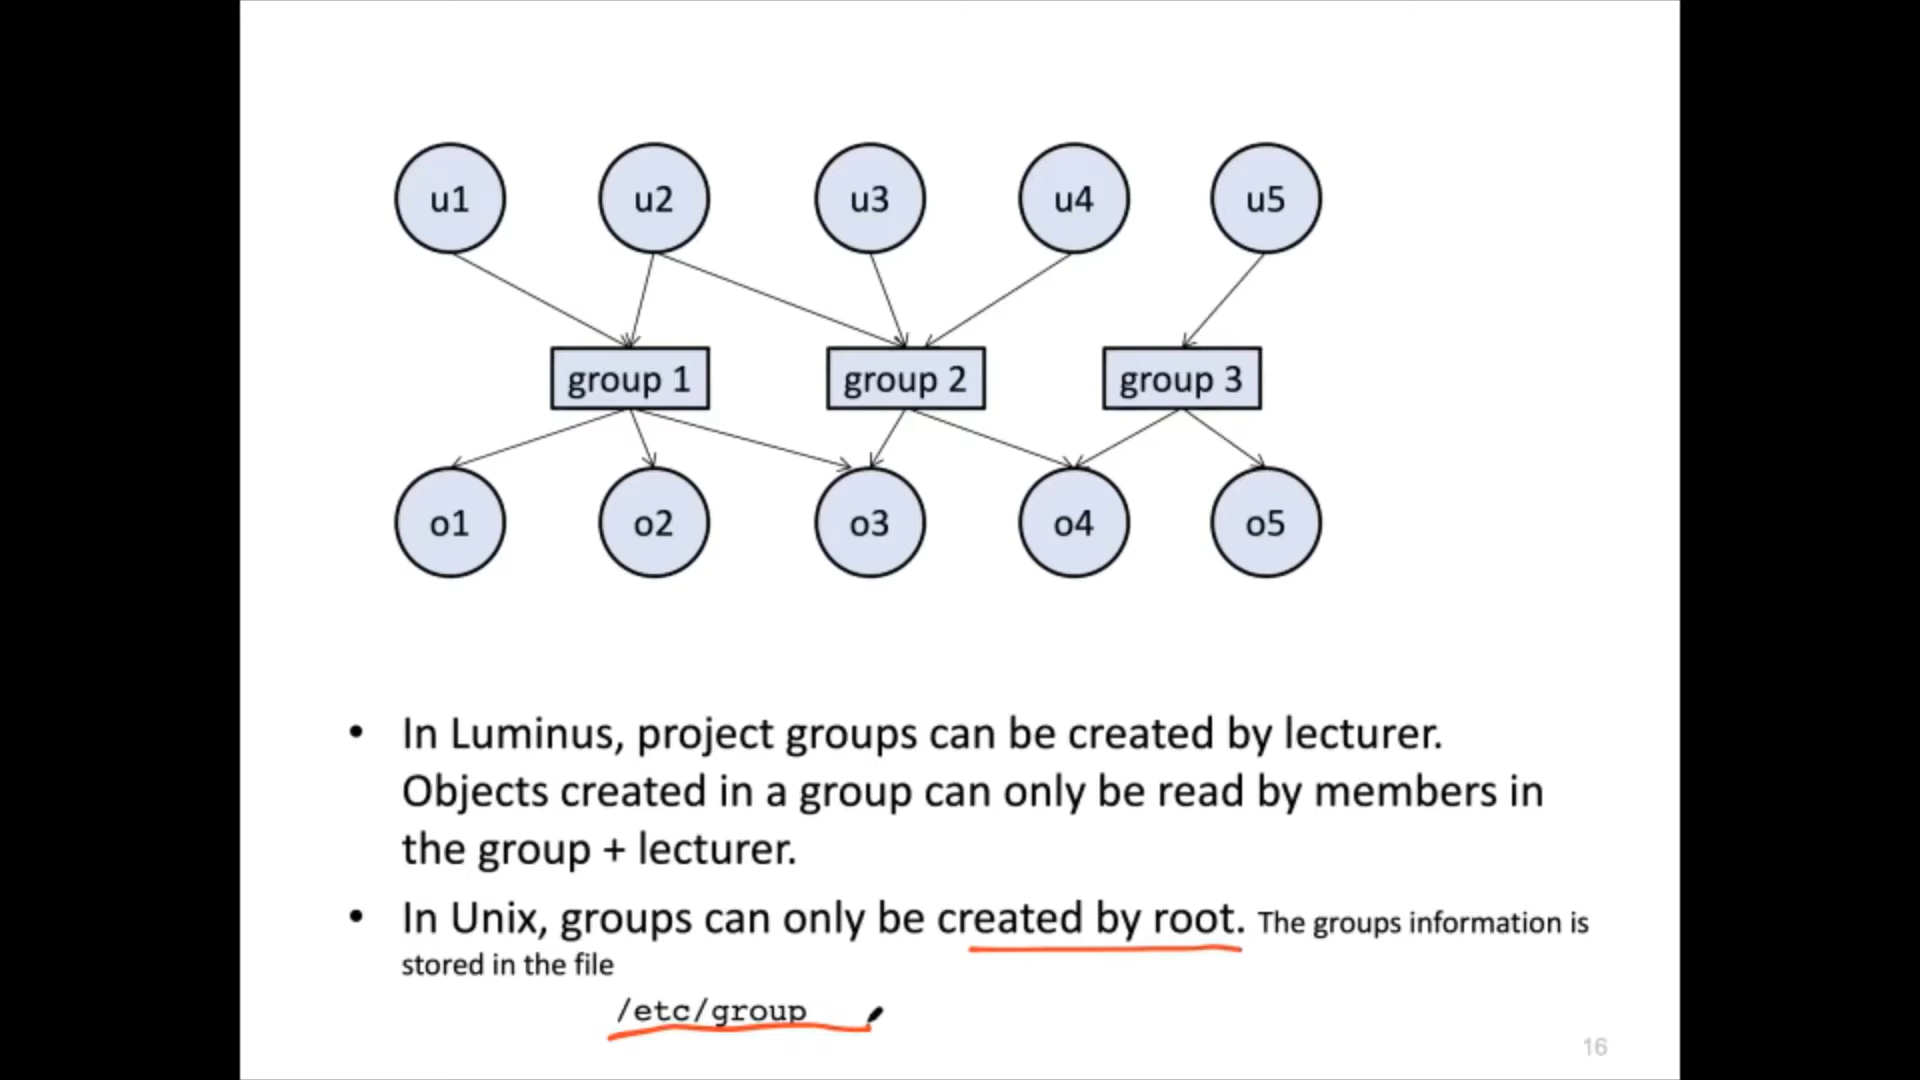 u1 u2 u3 u4 u5
group 1 group 2 group 3
o1 o2 o3 o4 o5
• In Luminus, project groups can be created by lecturer.
Objects created in a group can only be read by members in
the group + lecturer.
• In Unix, groups can only be created by root. The groups information is
stored in the file
/etc/group
16